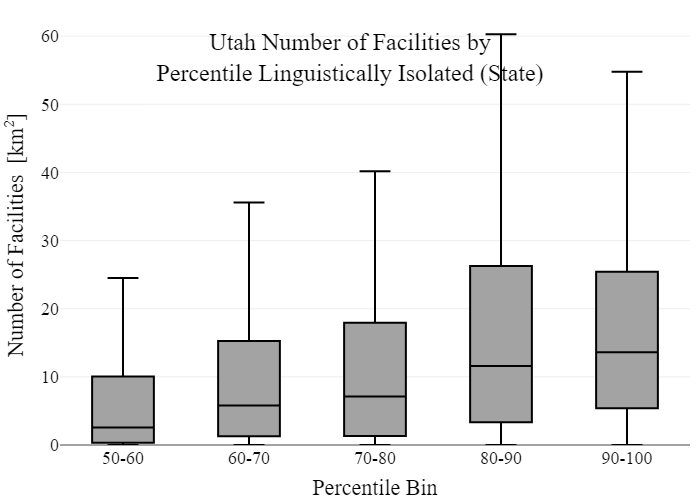 Utah Number of Facilities by
Percentile Linguistically Isolated (State)
Number of Facilities [km²]
60
50
40
30
20
10
0
50-60 60-70 70-80 80-90 90-100
Percentile Bin